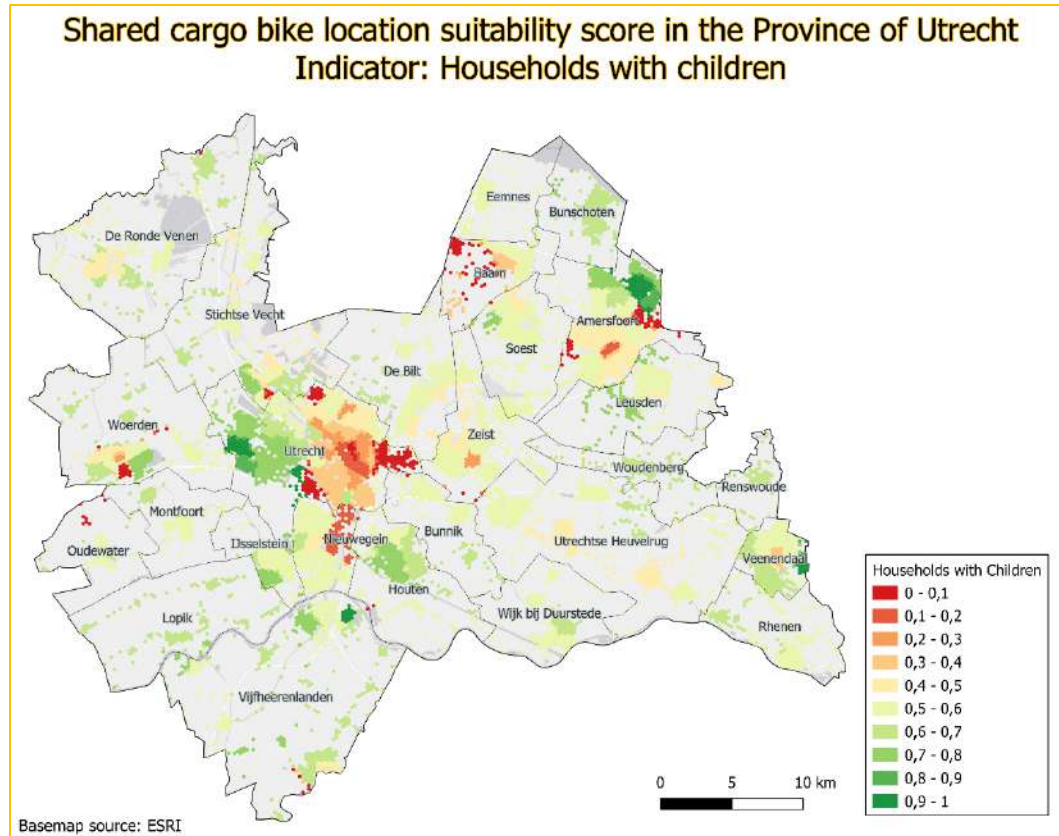 Shared cargo bike location suitability score in the Province of Utrecht
Indicator: Households with children
Eemnes
Bunschoten
De Ronde Venen
Baarn
Stichtse Vecht
Amersfoort
Soest
De Bilt
Leusden
Woerden
Zeist
Utrecht
Woudenberg
Renswoude
Montfoort
Bunnik
IJsselstein
Nieuwegein
Utrechtse Heuvelrug
Oudewater
Veenendaal
Houten
Wijk bij Duurstede
Lopik
Rhenen
Vijfheerenlanden
Households with Children
0 - 0,1
0,1 - 0,2
0,2 - 0,3
0,3 - 0,4
0,4 - 0,5
0,5 - 0,6
0,6 - 0,7
0,7 - 0,8
0,8 - 0,9
0,9 - 1
0 5 10 km
Basemap source: ESRI